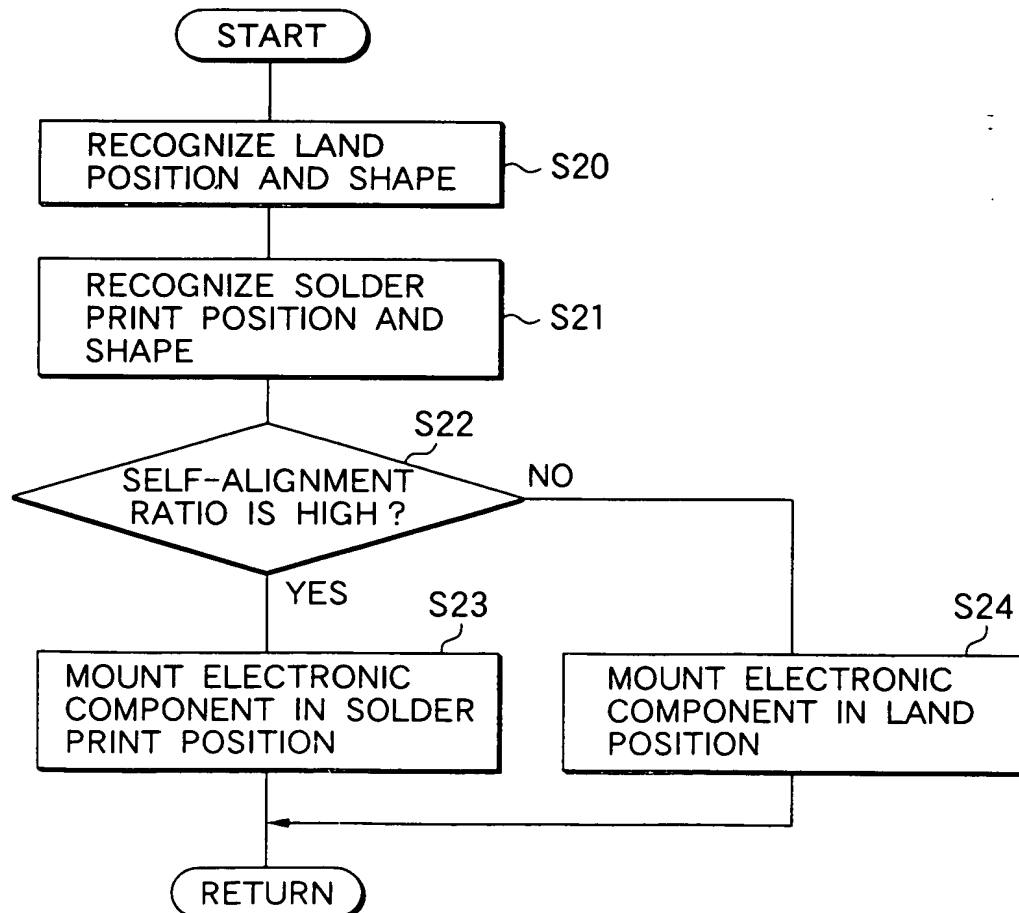 START
RECOGNIZE LAND
POSITION AND SHAPE
S20
RECOGNIZE SOLDER
PRINT POSITION AND
SHAPE
S21
S22
SELF-ALIGNMENT
RATIO IS HIGH?
NO
YES
S23
MOUNT ELECTRONIC
COMPONENT IN SOLDER
PRINT POSITION
S24
MOUNT ELECTRONIC
COMPONENT IN LAND
POSITION
RETURN